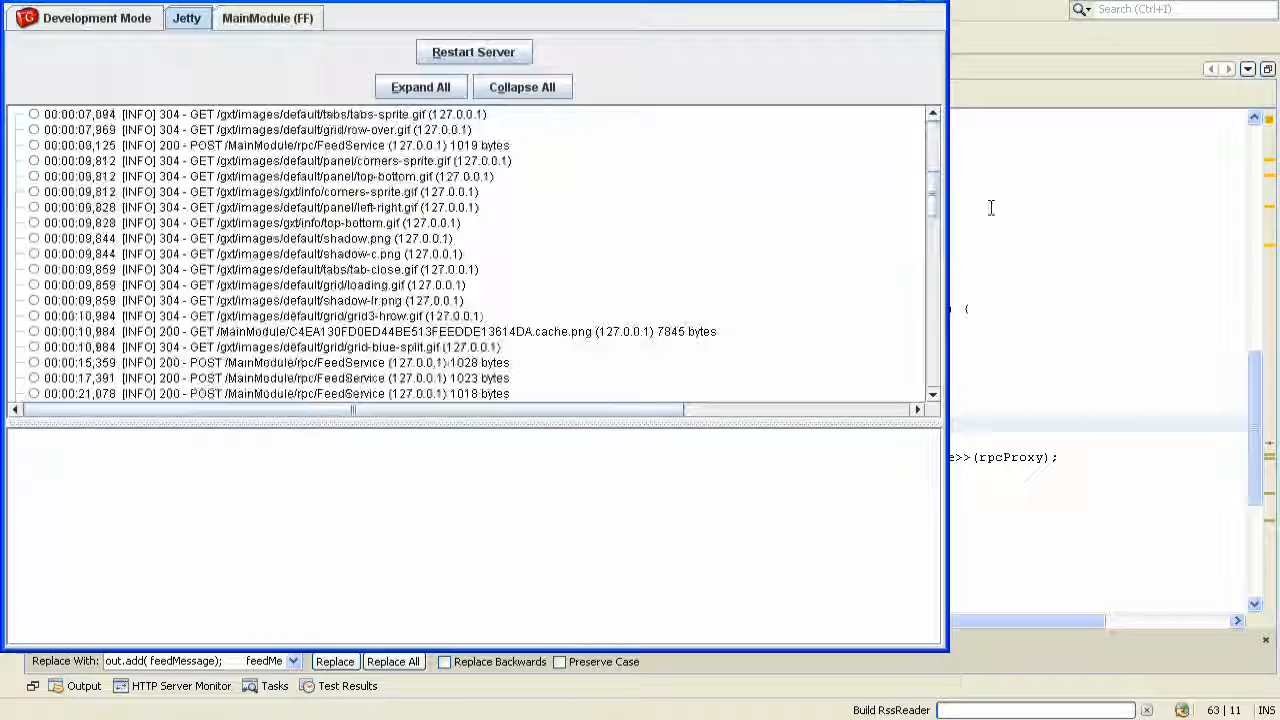 Development Mode
Jetty
MainModule (FF)
Search (Ctrl+I)
Restart Server
Expand All
Collapse All
00:00:07,094 [INFO] 304 - GET /gxt/images/default/tabs/tabs-sprite.gif (127.0.0.1)
00:00:07,969 [INFO] 304 - GET /gxt/images/default/grid/row-over.gif (127.0.0.1)
00:00:09,125 [INFO] 200 - POST /MainModule/rpc/FeedService (127.0.0.1) 1019 bytes
00:00:09,812 [INFO] 304 - GET /gxt/images/default/panel/corners-sprite.gif (127.0.0.1)
00:00:09,812 [INFO] 304 - GET /gxt/images/default/panel/top-bottom.gif (127.0.0.1)
00:00:09,812 [INFO] 304 - GET /gxt/images/gxt/info/corners-sprite.gif (127.0.0.1)
00:00:09,828 [INFO] 304 - GET /gxt/images/default/panel/left-right.gif (127.0.0.1)
00:00:09,828 [INFO] 304 - GET /gxt/images/gxt/info/top-bottom.gif (127.0.0.1)
00:00:09,844 [INFO] 304 - GET /gxt/images/default/shadow.png (127.0.0.1)
00:00:09,844 [INFO] 304 - GET /gxt/images/default/shadow-c.png (127.0.0.1)
00:00:09,859 [INFO] 304 - GET /gxt/images/default/tabs/tab-close.gif (127.0.0.1)
00:00:09,859 [INFO] 304 - GET /gxt/images/default/grid/loading.gif (127.0.0.1)
00:00:09,859 [INFO] 304 - GET /gxt/images/default/shadow-lr.png (127.0.0.1)
00:00:10,984 [INFO] 304 - GET /gxt/images/default/grid/grid3-hrow.gif (127.0.0.1)
00:00:10,984 [INFO] 200 - GET /MainModule/C4EA130FD0ED44BE513FEEDDE13614DA.cache.png (127.0.0.1) 7845 bytes
00:00:10,984 [INFO] 304 - GET /gxt/images/default/grid/grid-blue-split.gif (127.0.0.1)
00:00:15,359 [INFO] 200 - POST /MainModule/rpc/FeedService (127.0.0.1) 1028 bytes
00:00:17,391 [INFO] 200 - POST /MainModule/rpc/FeedService (127.0.0.1) 1023 bytes
00:00:21,078 [INFO] 200 - POST /MainModule/rpc/FeedService (127.0.0.1) 1018 bytes
{
e>>(rpcProxy);
Replace With: out.add( feedMessage); feedMe
Replace
Replace All
Replace Backwards
Preserve Case
Output
HTTP Server Monitor
Tasks
Test Results
Build RssReader
63 | 11
INS